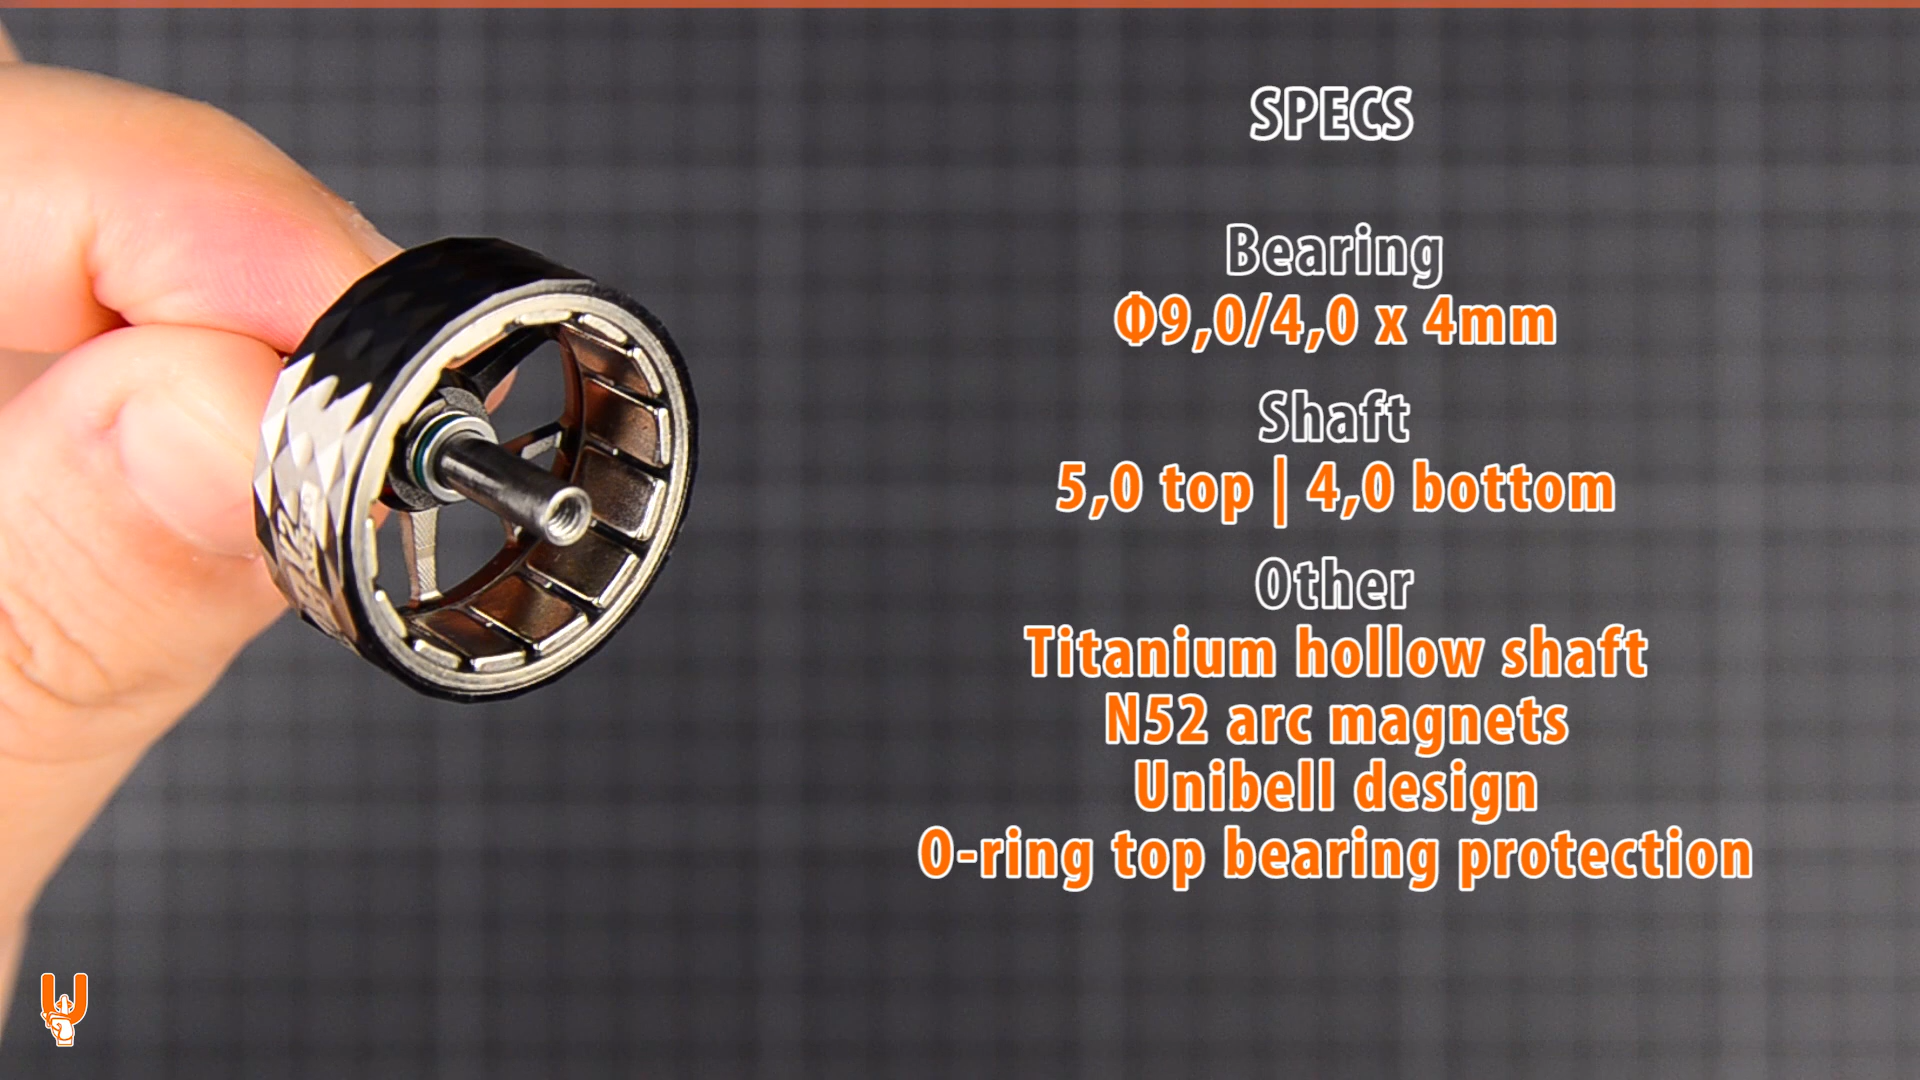 SPECS
Bearing
Φ9,0/4,0 x 4mm
Shaft
5,0 top | 4,0 bottom
Other
Titanium hollow shaft
N52 arc magnets
Unibell design
O-ring top bearing protection